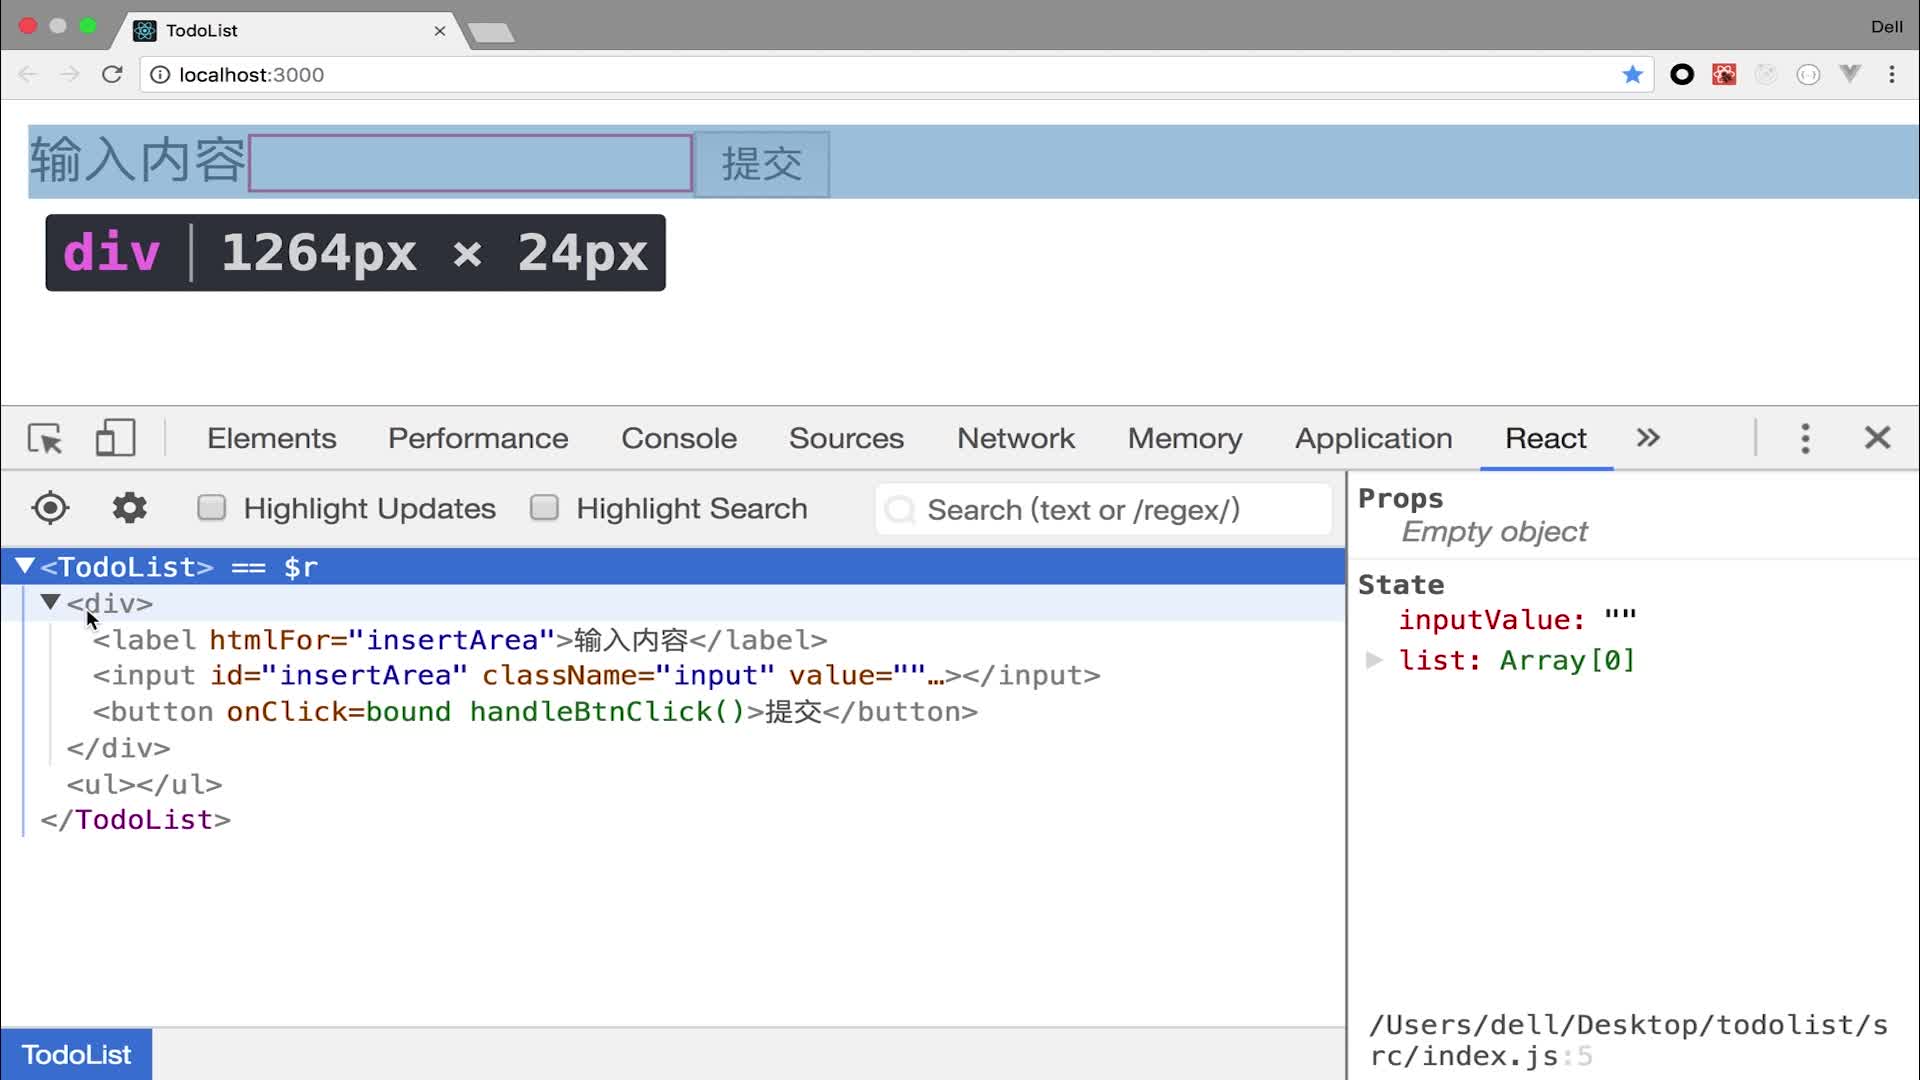 TodoList
Dell
localhost:3000
输入内容
提交
div | 1264px × 24px
Elements Performance Console Sources Network Memory Application React
Highlight Updates Highlight Search Search (text or /regex/)
<TodoList> == $r
<div>
<label htmlFor="insertArea">输入内容</label>
<input id="insertArea" className="input" value=""…></input>
<button onClick=bound handleBtnClick()>提交</button>
</div>
<ul></ul>
</TodoList>
TodoList
Props
Empty object
State
inputValue: ""
list: Array[0]
/Users/dell/Desktop/todolist/s
rc/index.js:5